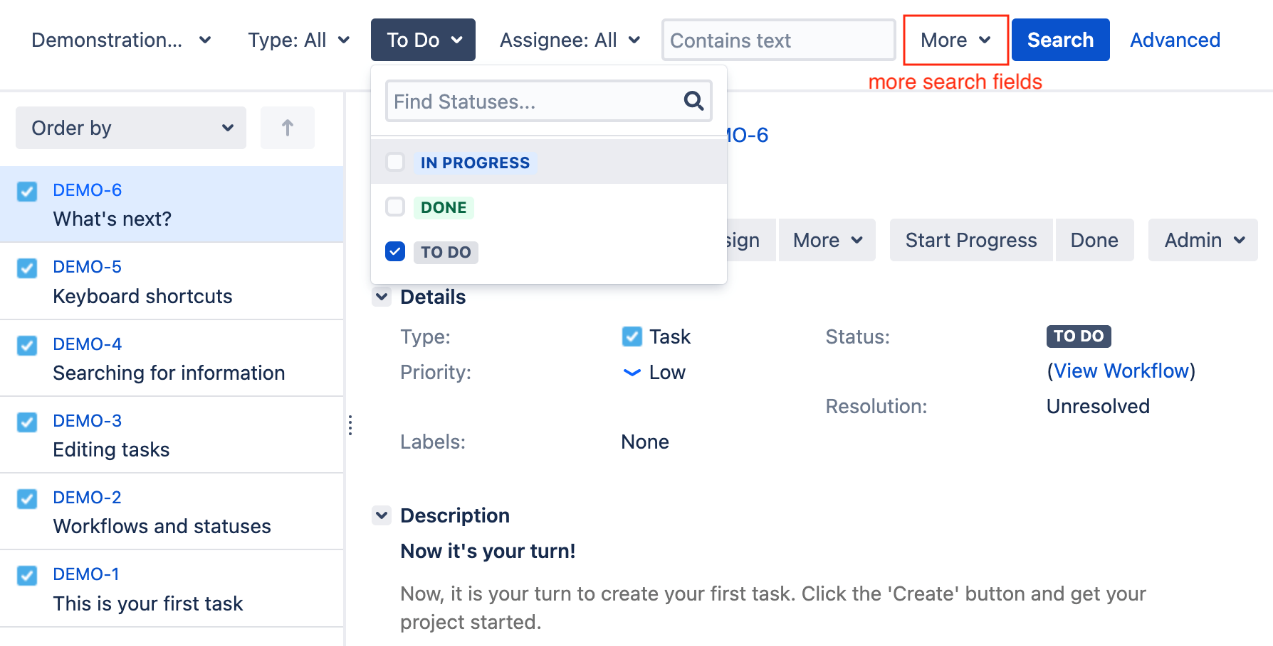 Demonstration...
Type: All
To Do
Assignee: All
Contains text
More
Search
Advanced
more search fields
Find Statuses...
IN PROGRESS
DONE
TO DO
Order by
DEMO-6
What's next?
DEMO-5
Keyboard shortcuts
DEMO-4
Searching for information
DEMO-3
Editing tasks
DEMO-2
Workflows and statuses
DEMO-1
This is your first task
MO-6
sign
More
Start Progress
Done
Admin
Details
Type:
Task
Status:
TO DO
Priority:
Low
(View Workflow)
Resolution:
Unresolved
Labels:
None
Description
Now it's your turn!
Now, it is your turn to create your first task. Click the 'Create' button and get your
project started.